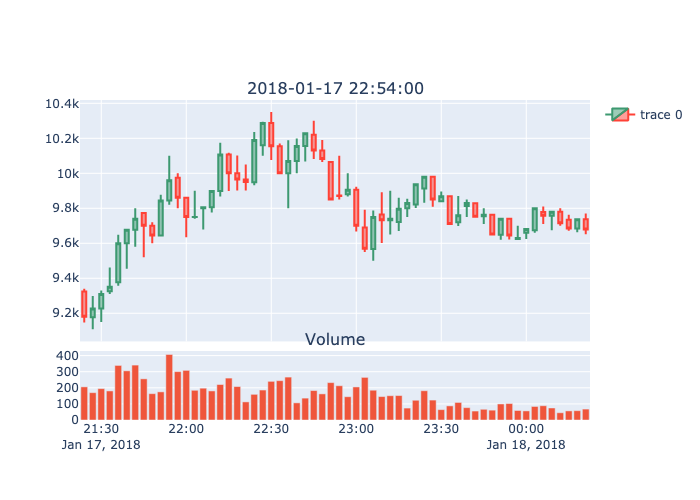 2018-01-17 22:54:00
10.4k
10.2k
10k
9.8k
9.6k
9.4k
9.2k
trace 0
Volume
400
300
200
100
0
21:30 22:00 22:30 23:00 23:30 00:00
Jan 17, 2018 Jan 18, 2018